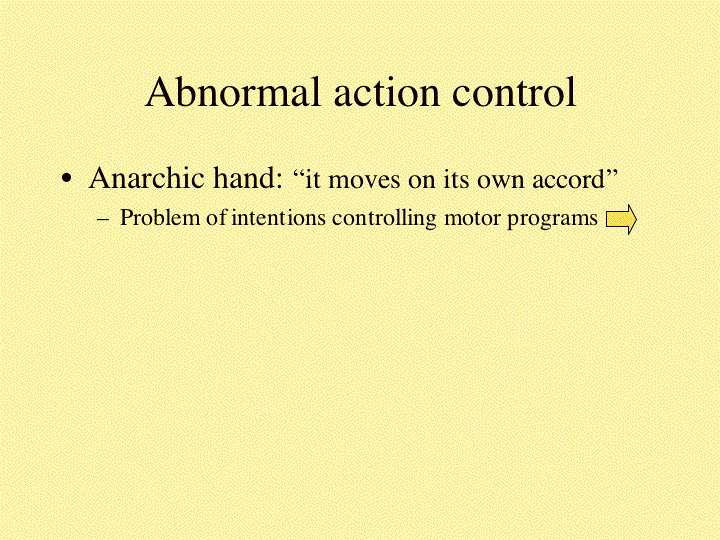 Abnormal action control
• Anarchic hand: “it moves on its own accord”
– Problem of intentions controlling motor programs